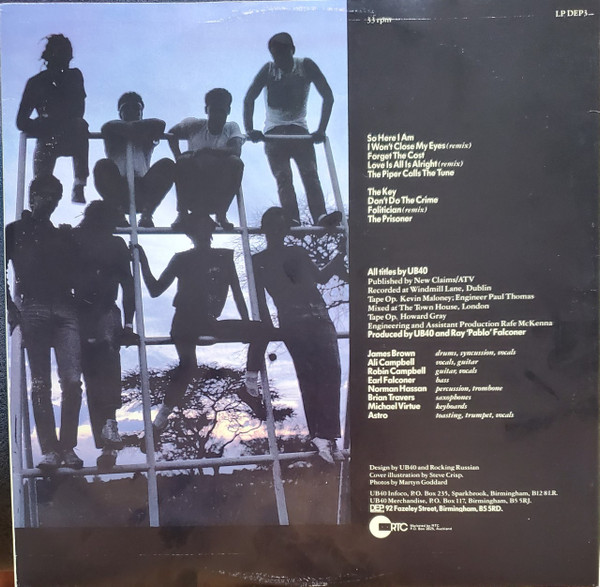 33 rpm
LP DEP3
So Here I Am
I Won't Close My Eyes (remix)
Forget The Cost
Love Is All Is Alright (remix)
The Piper Calls The Tune
The Key
Don't Do The Crime
Folitician (remix)
The Prisoner
All titles by UB40
Published by New Claims/ATV
Recorded at Windmill Lane, Dublin
Tape Op. Kevin Maloney; Engineer Paul Thomas
Mixed at The Town House, London
Tape Op. Howard Gray
Engineering and Assistant Production Rafe McKenna
Produced by UB40 and Ray 'Pablo' Falconer
James Brown drums, syncussion, vocals
Ali Campbell vocals, guitar
Robin Campbell guitar, vocals
Earl Falconer bass
Norman Hassan percussion, trombone
Brian Travers saxophones
Michael Virtue keyboards
Astro toasting, trumpet, vocals
Design by UB40 and Rocking Russian
Cover illustration by Steve Crisp.
Photos by Martyn Goddard
UB40 Infoco, P.O. Box 235, Sparkbrook, Birmingham, B12 8LR.
UB40 Merchandise, P.O. Box 117, Birmingham, B5 5RJ.
DEP 92 Fazeley Street, Birmingham, B5 5RD.
RTC
Marketed by RTC
P.O. Box
Auckland